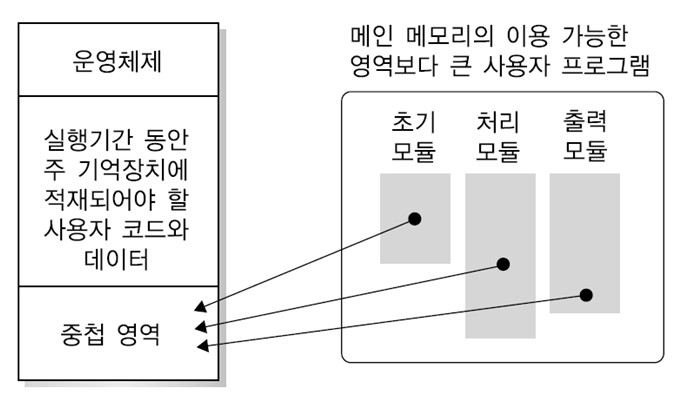 운영체제
실행기간 동안
주 기억장치에
적재되어야 할
사용자 코드와
데이터
중첩 영역
메인 메모리의 이용 가능한
영역보다 큰 사용자 프로그램
초기
모듈
처리
모듈
출력
모듈